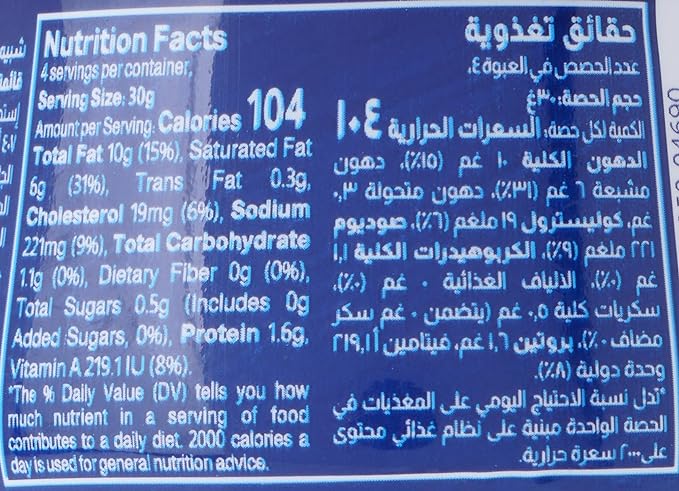 Nutrition Facts
4 servings per container,
Serving Size: 30g
Amount per Serving: Calories 104
Total Fat 10g (15%), Saturated Fat
6g (31%), Trans Fat 0.3g,
Cholesterol 19mg (6%), Sodium
221mg (9%), Total Carbohydrate
1.1g (0%), Dietary Fiber 0g (0%),
Total Sugars 0.5g (Includes 0g
Added Sugars, 0%), Protein 1.6g,
Vitamin A 219.1 IU (8%).
*The % Daily Value (DV) tells you how
much nutrient in a serving of food
contributes to a daily diet. 2000 calories a
day is used for general nutrition advice.
حقائق تغذوية
عدد الحصص في العبوة ٤،
حجم الحصة: ٣٠غ
الكمية لكل حصة: السعرات الحرارية ١٠٤
الدهون الكلية ١٠ غم (١٥٪)، دهون
مشبعة ٦ غم (٣١٪)، دهون متحولة ٠,٣
غم، كوليسترول ١٩ ملغم (٦٪)، صوديوم
٢٢١ ملغم (٩٪)، الكربوهيدرات الكلية ١,١
غم (٠٪)، الألياف الغذائية ٠ غم (٠٪)،
سكريات كلية ٠,٥ غم (يتضمن ٠ غم سكر
مضاف ٠٪)، بروتين ١,٦ غم، فيتامين أ ٢١٩,١
وحدة دولية (٨٪).
*تدل نسبة الاحتياج اليومي على المغذيات في
الحصة الواحدة مبنية على نظام غذائي محتوى
على ٢٠٠٠ سعرة حرارية.